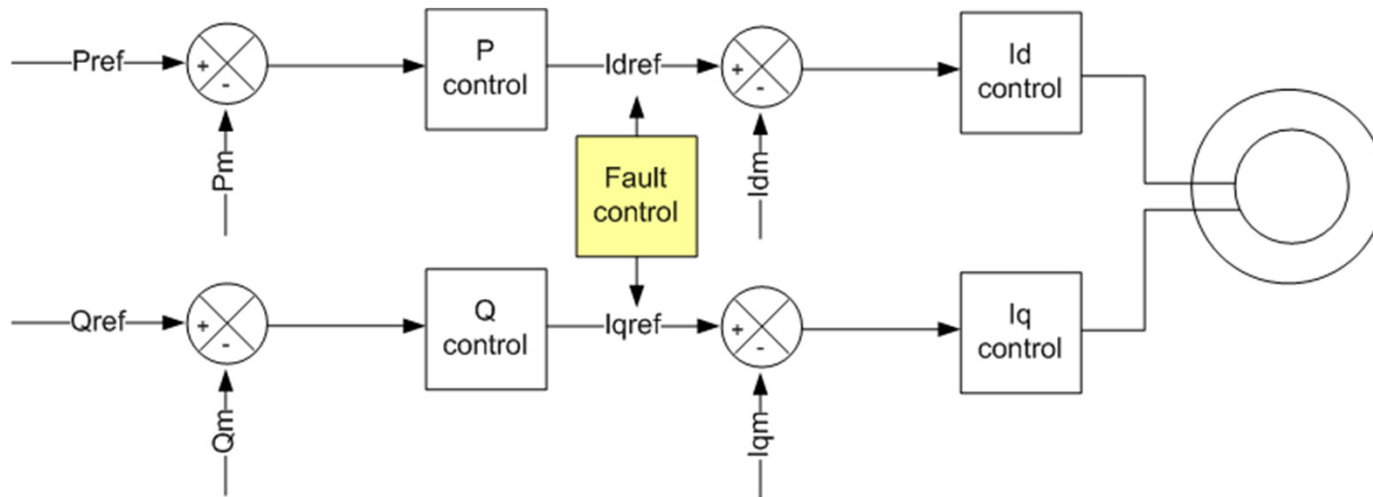 Pref
+
-
Pm
P
control
Idref
+
-
Idm
Id
control
Fault
control
Qref
+
-
Qm
Q
control
Iqref
+
-
Iqm
Iq
control